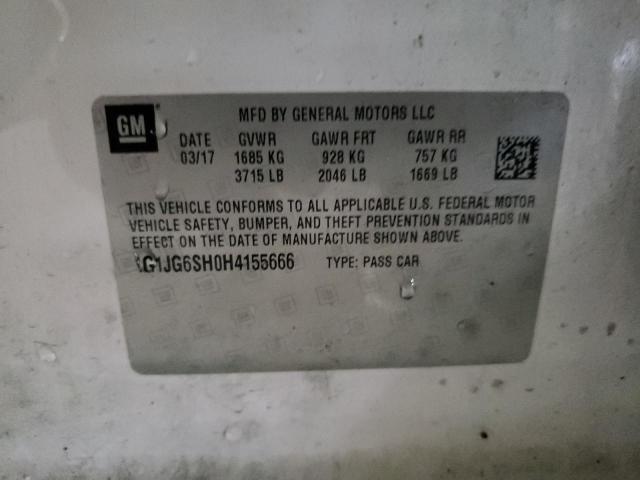 GM
MFD BY GENERAL MOTORS LLC
DATE GVWR GAWR FRT GAWR RR
03/17 1685 KG 928 KG 757 KG
3715 LB 2046 LB 1669 LB
THIS VEHICLE CONFORMS TO ALL APPLICABLE U.S. FEDERAL MOTOR
VEHICLE SAFETY, BUMPER, AND THEFT PREVENTION STANDARDS IN
EFFECT ON THE DATE OF MANUFACTURE SHOWN ABOVE.
TYPE: PASS CAR